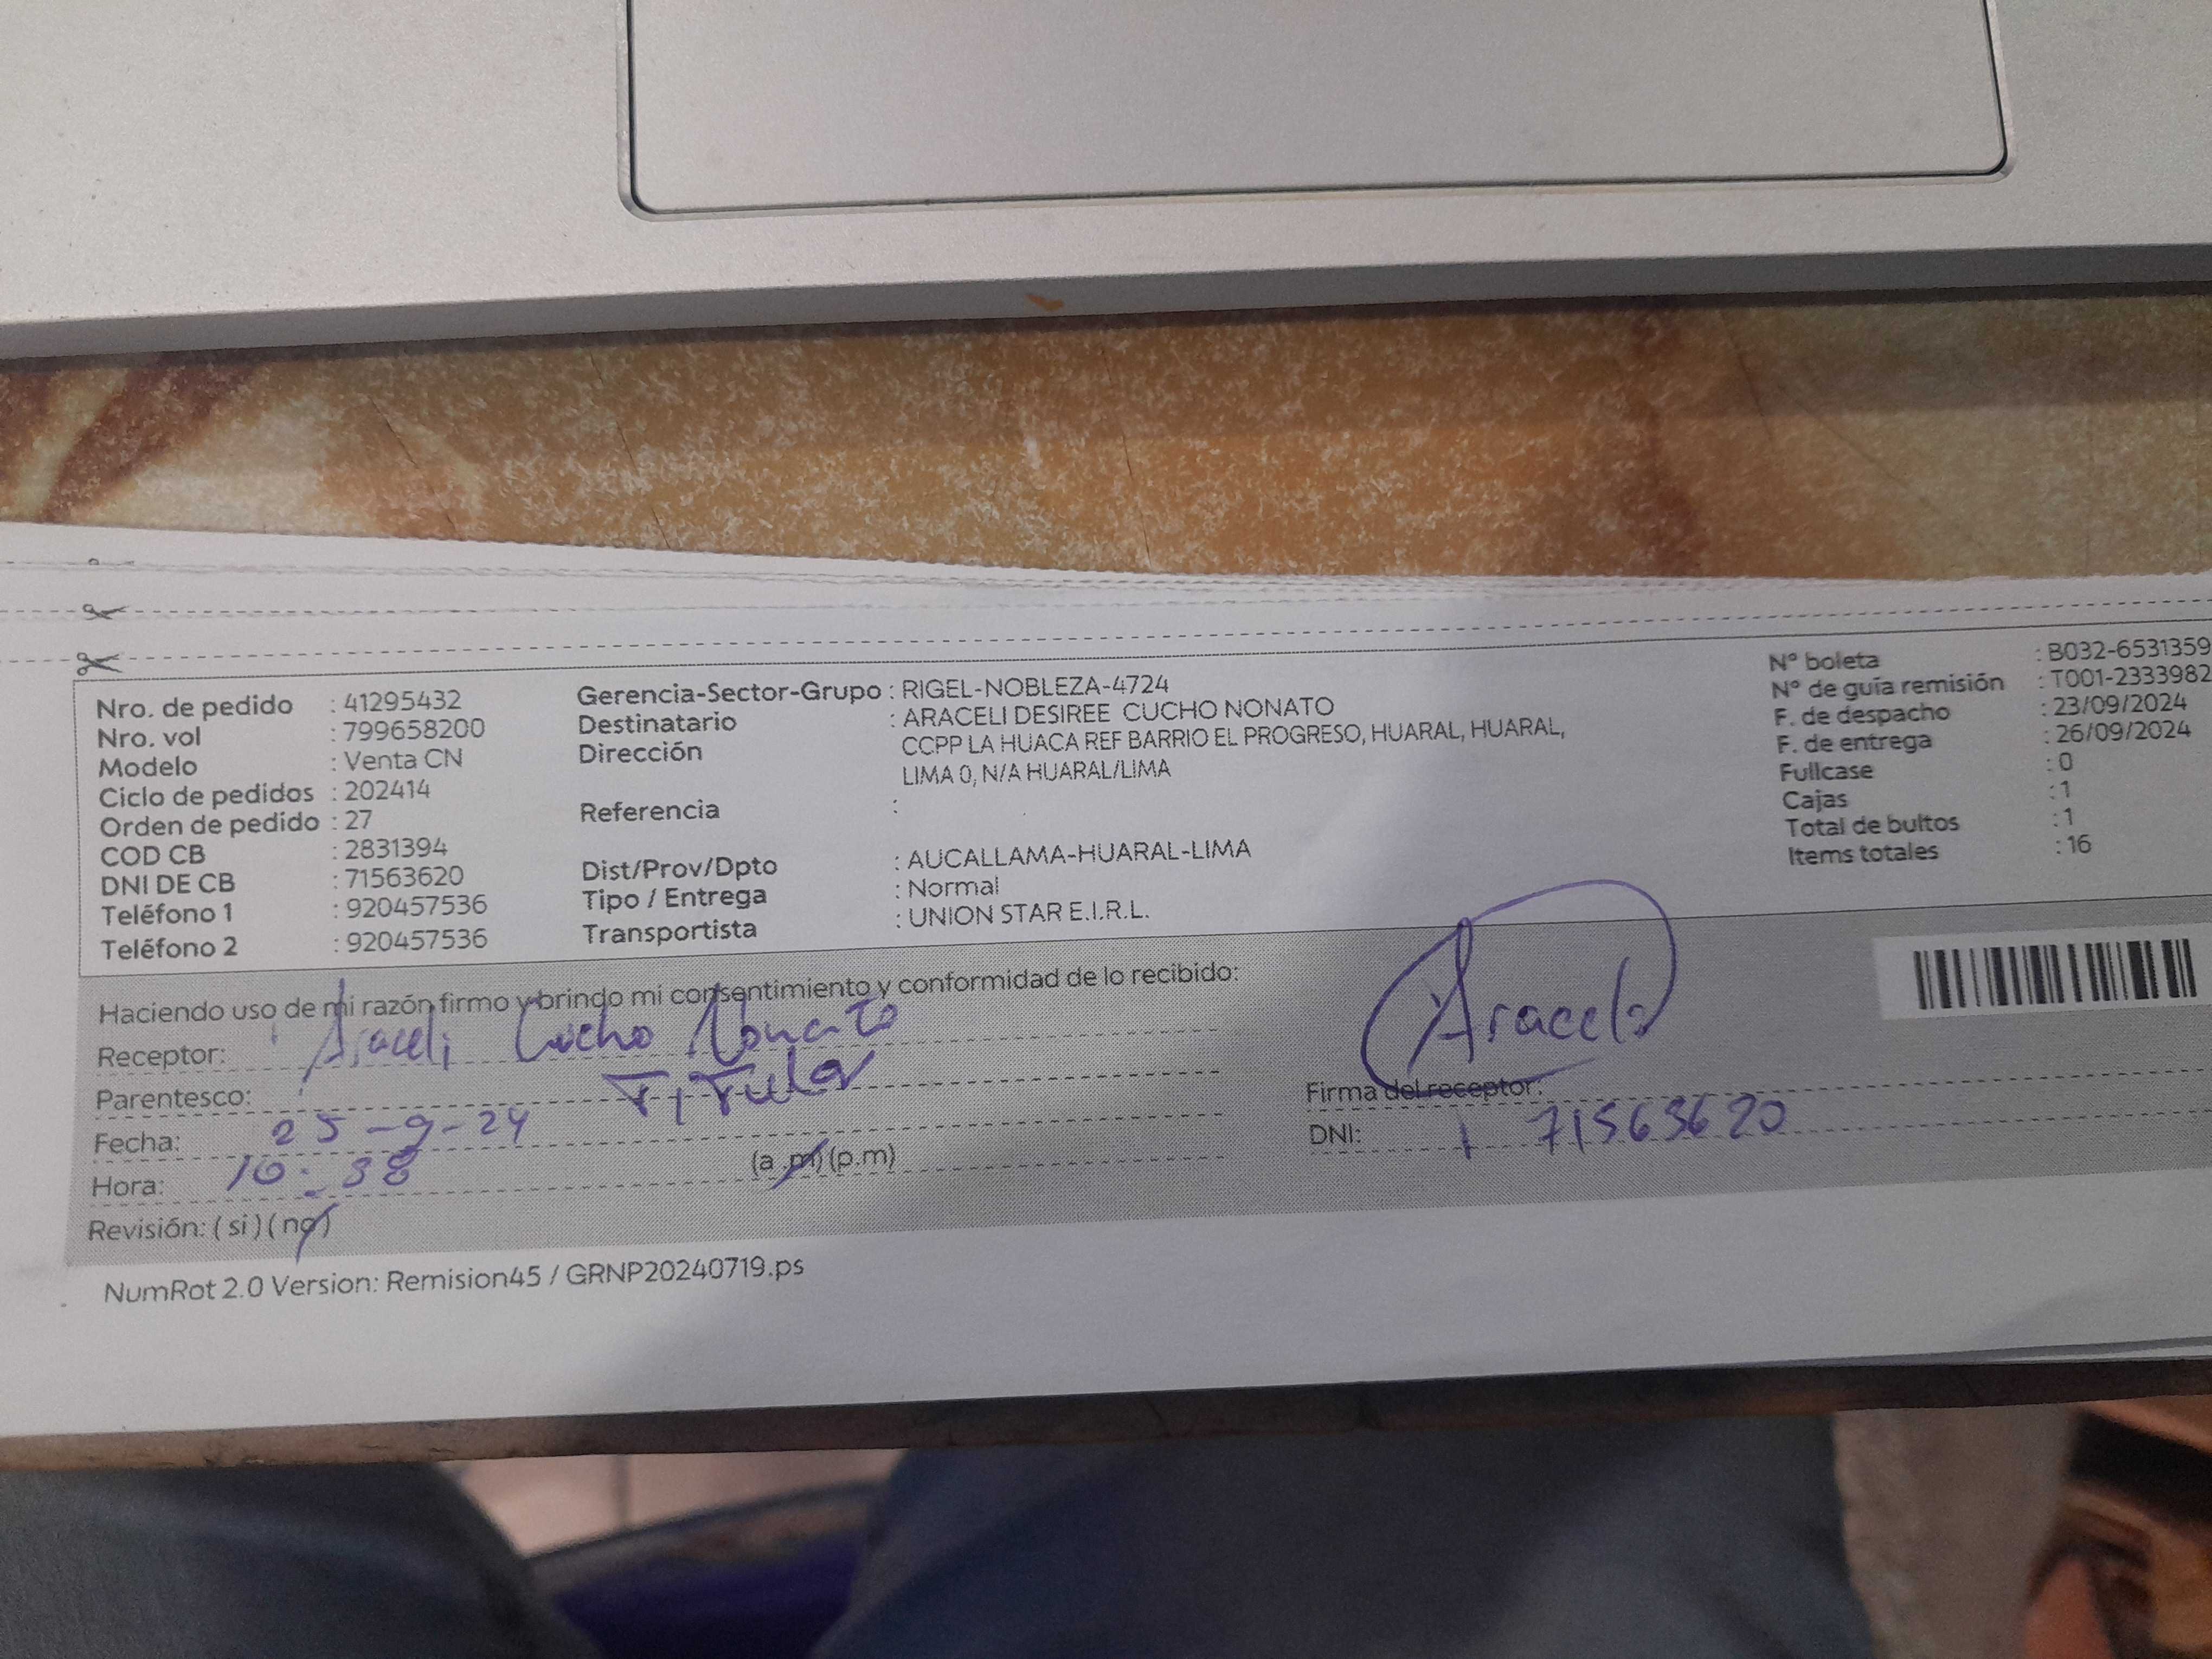 Nro. de pedido : 41295432
Nro. vol : 799658200
Modelo : Venta CN
Ciclo de pedidos : 202414
Orden de pedido : 27
COD CB : 2831394
DNI DE CB : 71563620
Teléfono 1 : 920457536
Teléfono 2 : 920457536
Gerencia-Sector-Grupo : RIGEL-NOBLEZA-4724
Destinatario : ARACELI DESIREE CUCHO NONATO
Dirección CCPP LA HUACA REF BARRIO EL PROGRESO, HUARAL, HUARAL,
LIMA 0, N/A HUARAL/LIMA
Referencia :
Dist/Prov/Dpto : AUCALLAMA-HUARAL-LIMA
Tipo / Entrega : Normal
Transportista : UNION STAR E.I.R.L.
N° boleta : B032-6531359
N° de guía remisión : T001-2333982
F. de despacho : 23/09/2024
F. de entrega : 26/09/2024
Fullcase : 0
Cajas : 1
Total de bultos : 1
Items totales : 16
Haciendo uso de mi razón firmo y brindo mi consentimiento y conformidad de lo recibido:
Receptor: Araceli Cucho Nonato
Parentesco: Titular
Fecha: 25-9-24
Hora: 10:38 (a.m) (p.m)
Revisión: (si) (no)
Araceli
Firma del receptor:
DNI: 71563620
NumRot 2.0 Version: Remision45 / GRNP20240719.ps